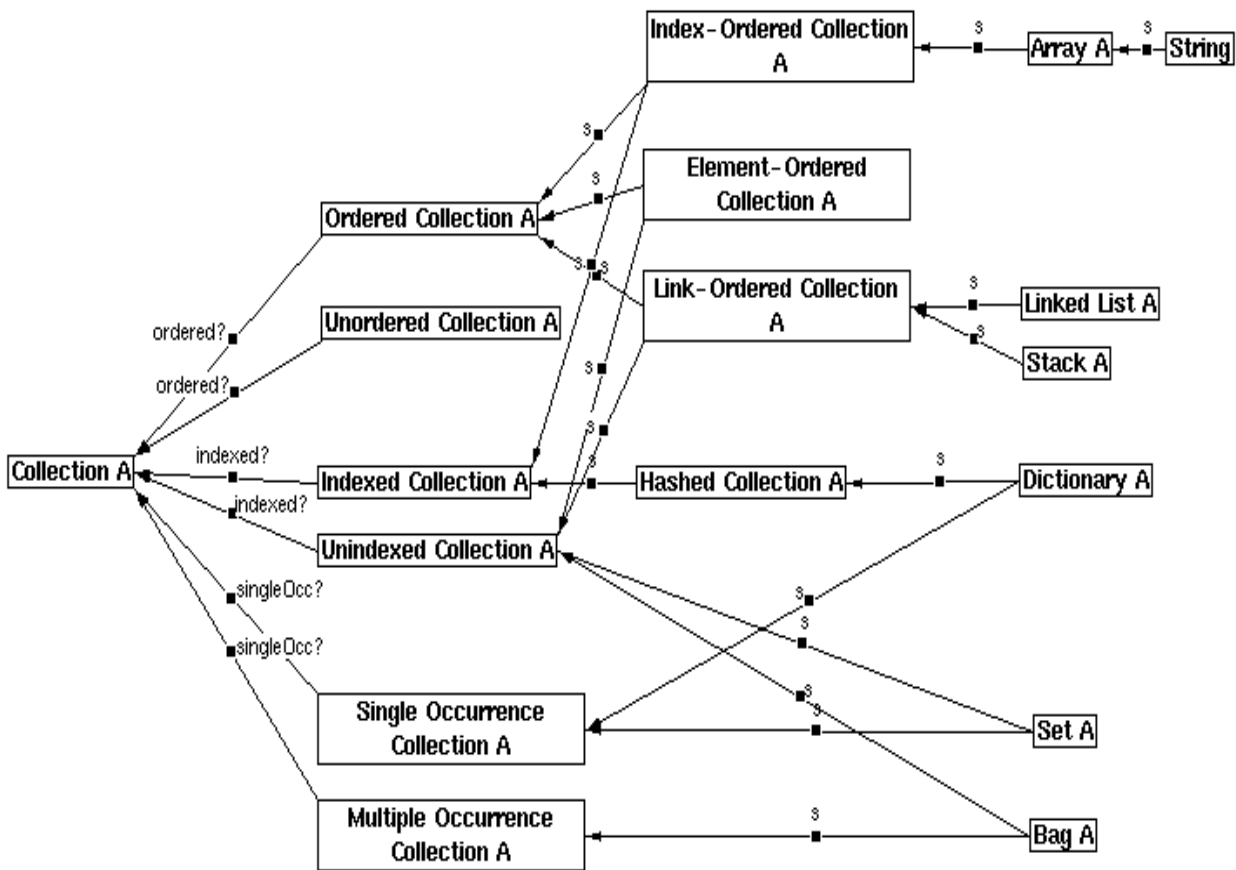 Index-Ordered Collection
A
s
Array A
s
String
s
Element-Ordered
Collection A
s
Ordered Collection A
s
s
Link-Ordered Collection
A
s
Linked List A
ordered?
Unordered Collection A
s
Stack A
s
ordered?
s
Collection A
indexed?
Indexed Collection A
s
Hashed Collection A
s
Dictionary A
indexed?
Unindexed Collection A
singleOcc?
s
s
singleOcc?
s
Single Occurrence
Collection A
s
Set A
Multiple Occurrence
Collection A
s
Bag A